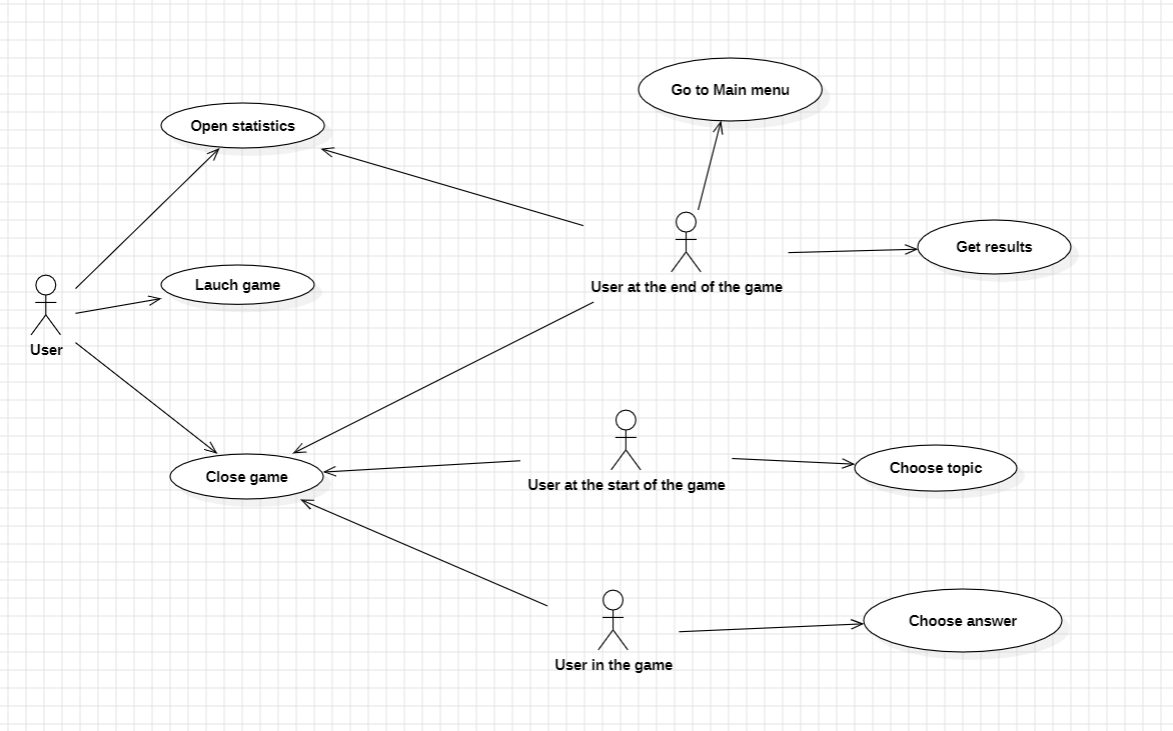 Go to Main menu
Open statistics
Get results
Lauch game
User at the end of the game
User
Close game
Choose topic
User at the start of the game
Choose answer
User in the game